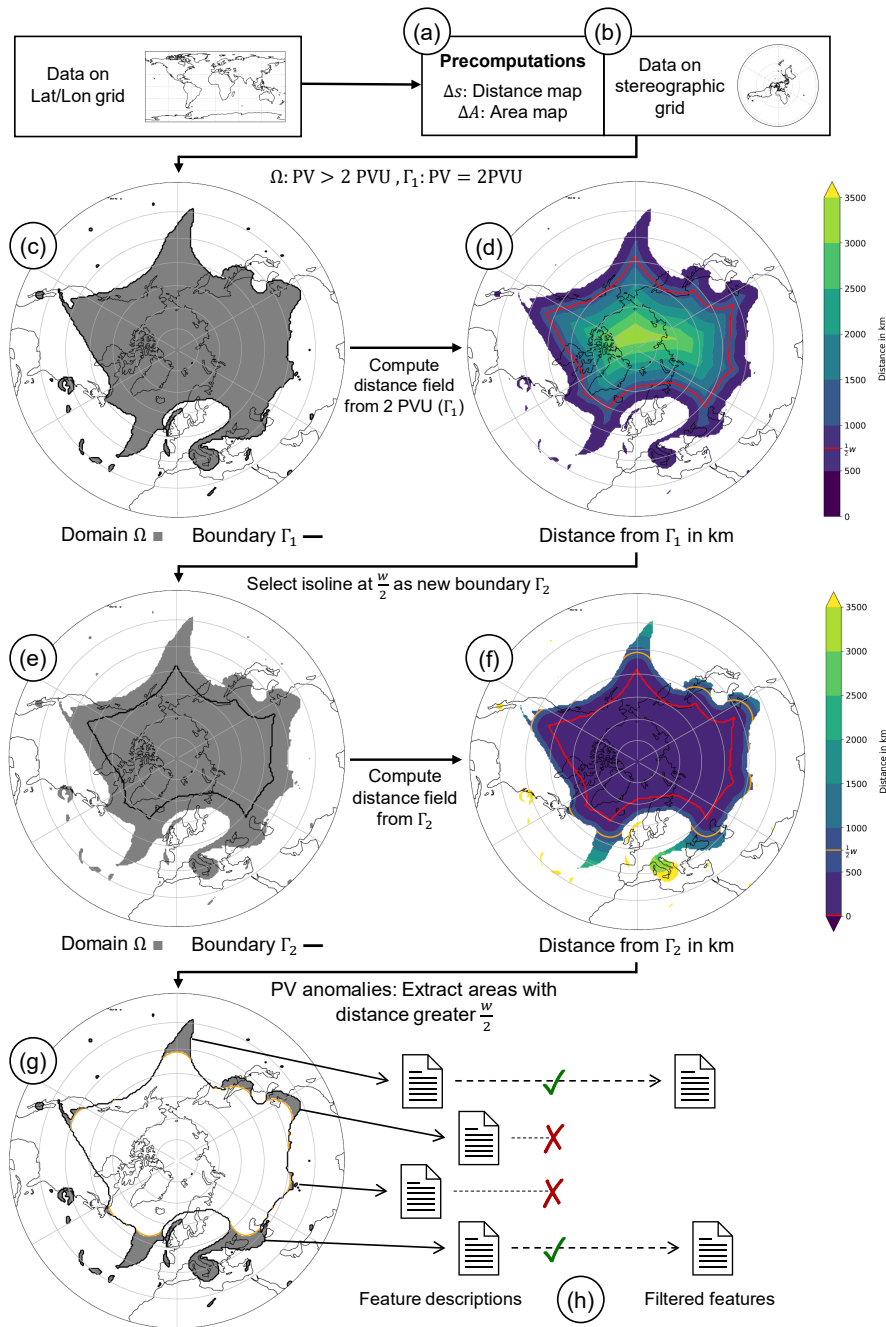 (a)
(b)
Data on
Lat/Lon grid
Precomputations
Δs: Distance map
ΔA: Area map
Data on
stereographic
grid
Ω: PV > 2 PVU , Γ₁: PV = 2PVU
(c)
(d)
Compute
distance field
from 2 PVU (Γ₁)
3500
3000
2500
2000
1500
1000
½w
500
0
Distance in km
Domain Ω
Boundary Γ₁
Distance from Γ₁ in km
Select isoline at w/2 as new boundary Γ₂
(e)
(f)
Compute
distance field
from Γ₂
3500
3000
2500
2000
1500
1000
½w
500
0
Distance in km
Domain Ω
Boundary Γ₂
Distance from Γ₂ in km
PV anomalies: Extract areas with
distance greater w/2
(g)
Feature descriptions
(h)
Filtered features